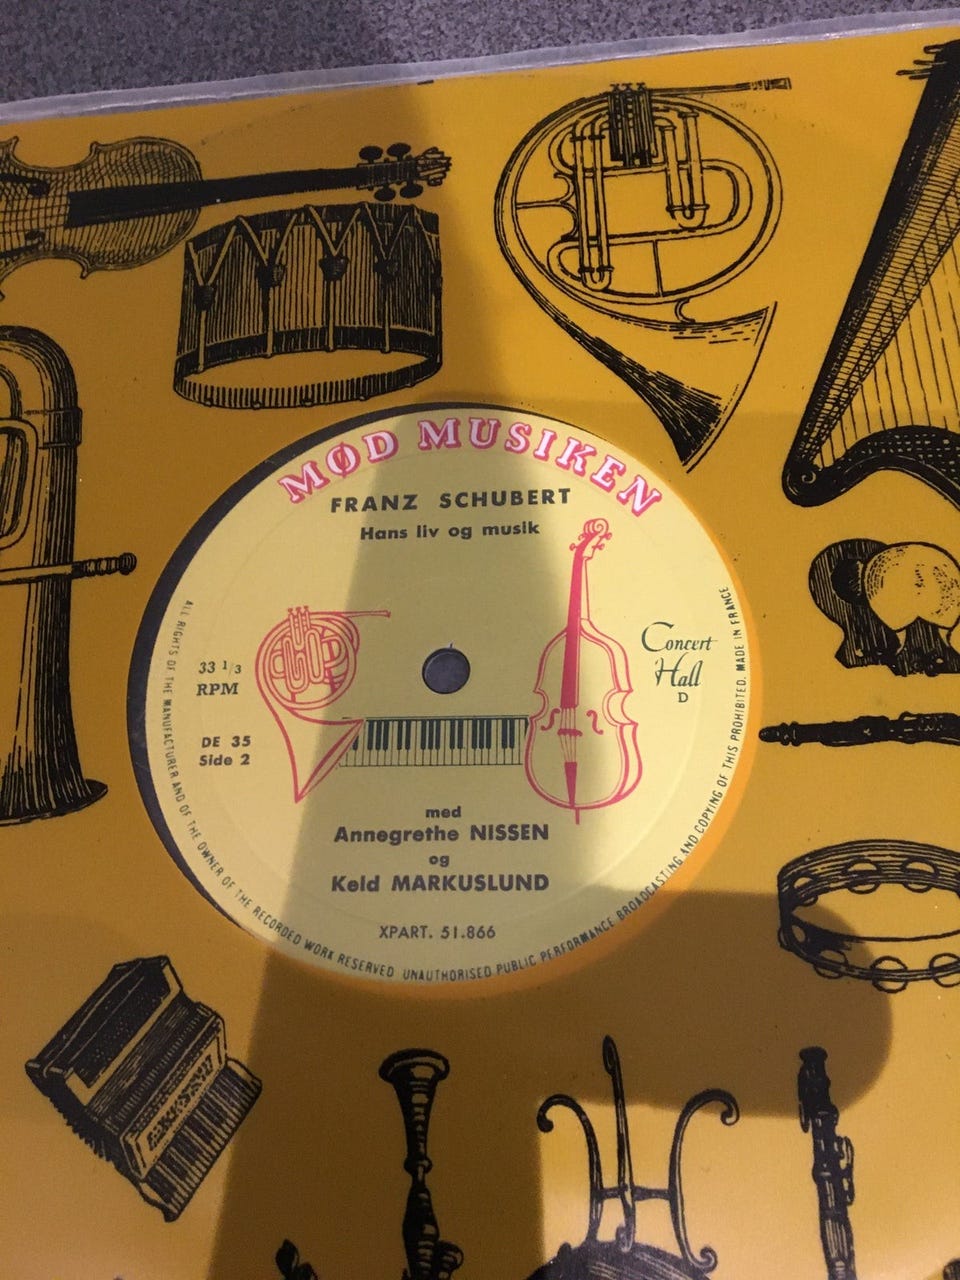 MØD MUSIKEN
FRANZ SCHUBERT
Hans liv og musik
33 1/3
RPM
Concert
Hall
D
DE 35
Side 2
med
Annegrethe NISSEN
og
Keld MARKUSLUND
XPART. 51.866
ALL RIGHTS OF THE MANUFACTURER AND OF THE OWNER OF THE RECORDED WORK RESERVED UNAUTHORISED PUBLIC PERFORMANCE BROADCASTING AND COPYING OF THIS PROHIBITED. MADE IN FRANCE